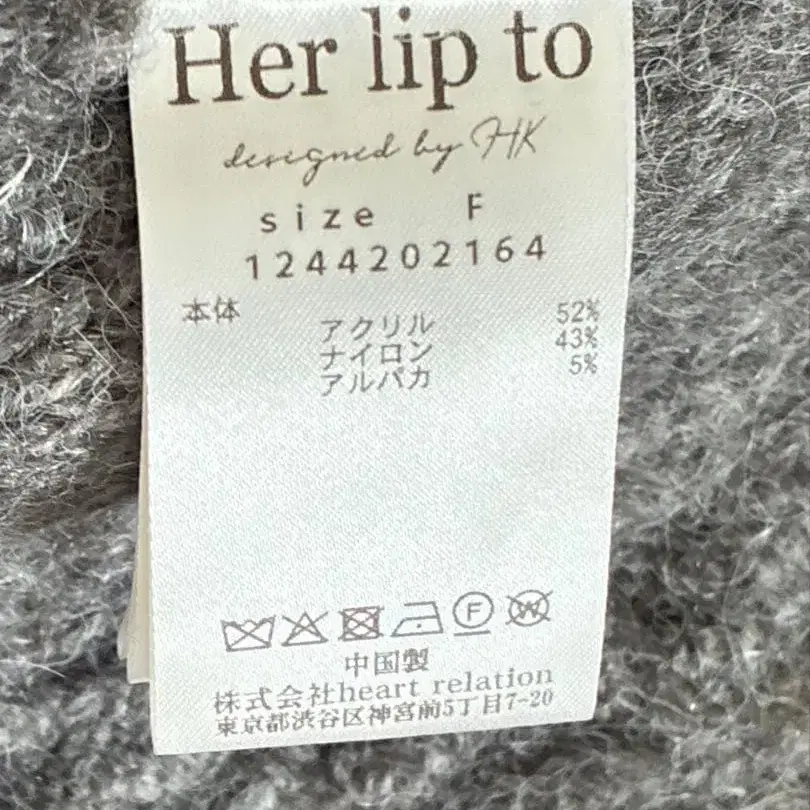 Her lip to
designed by HK
size F
1244202164
本体 アクリル 52%
ナイロン 43%
アルパカ 5%
F W
中国製
株式会社heart relation
東京都渋谷区神宮前5丁目7-20